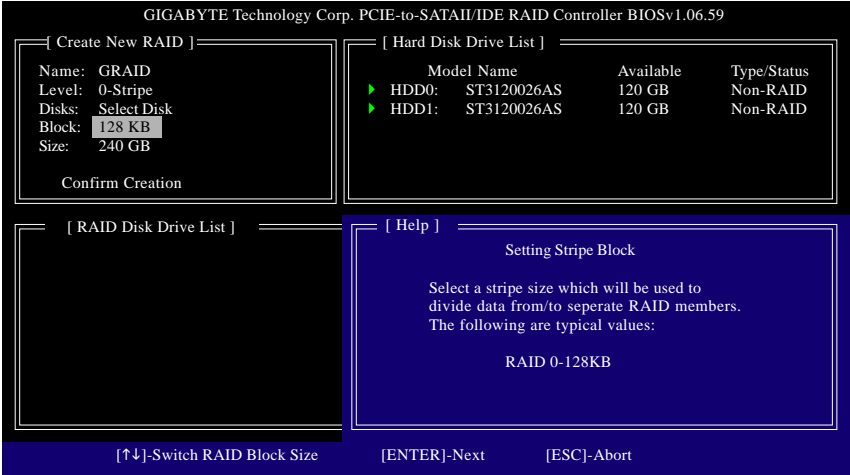 GIGABYTE Technology Corp. PCIE-to-SATAII/IDE RAID Controller BIOSv1.06.59
[ Create New RAID ]
Name: GRAID
Level: 0-Stripe
Disks: Select Disk
Block: 128 KB
Size: 240 GB
Confirm Creation
[ Hard Disk Drive List ]
Model Name Available Type/Status
HDD0: ST3120026AS 120 GB Non-RAID
HDD1: ST3120026AS 120 GB Non-RAID
[ RAID Disk Drive List ]
[ Help ]
Setting Stripe Block
Select a stripe size which will be used to
divide data from/to seperate RAID members.
The following are typical values:
RAID 0-128KB
[↑↓]-Switch RAID Block Size [ENTER]-Next [ESC]-Abort